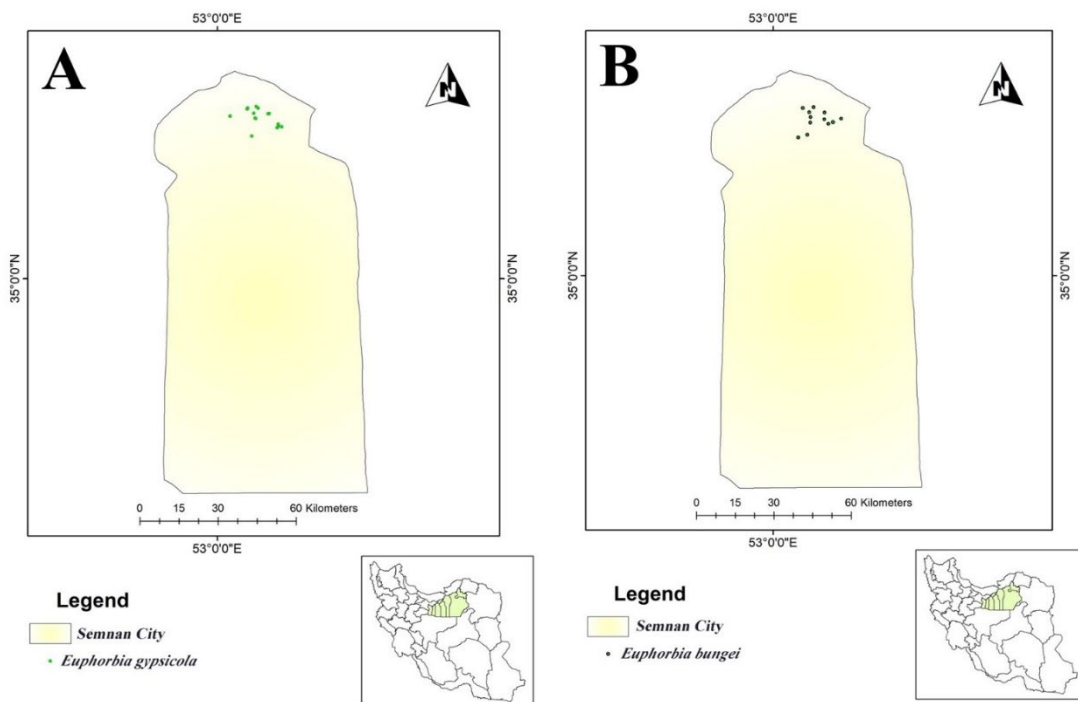 53°0'0"E
A
N
35°0'0"N
35°0'0"N
0 15 30 60 Kilometers
53°0'0"E
Legend
Semnan City
Euphorbia gypsicola
53°0'0"E
B
N
35°0'0"N
35°0'0"N
0 15 30 60 Kilometers
53°0'0"E
Legend
Semnan City
Euphorbia bungei